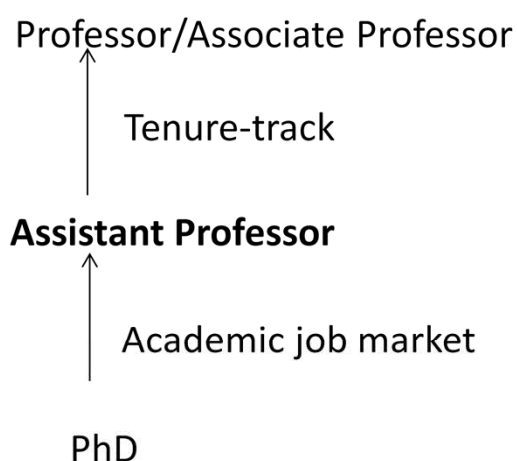 Professor/Associate Professor
Tenure-track
Assistant Professor
Academic job market
PhD